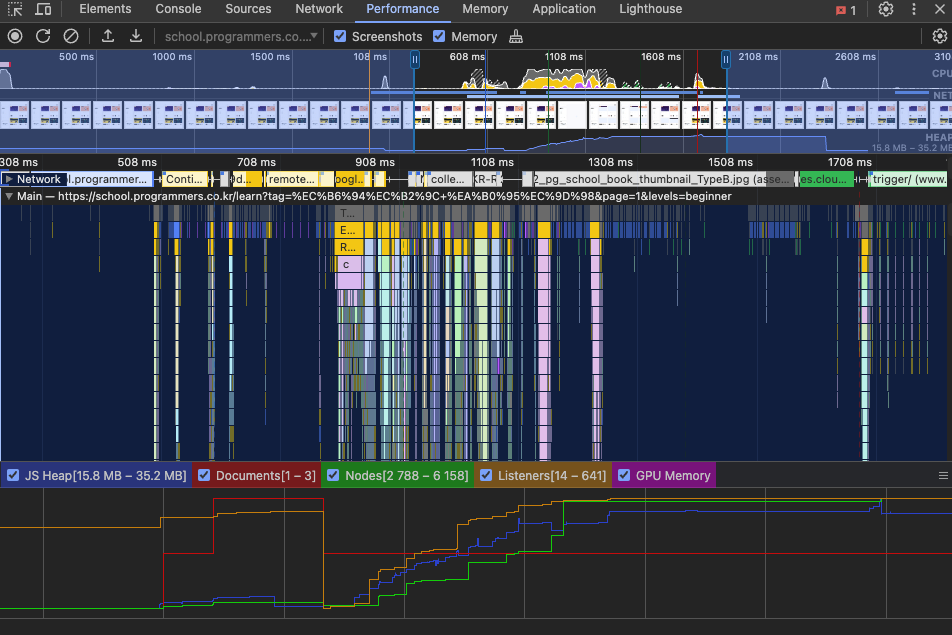 Elements Console Sources Network Performance Memory Application Lighthouse 1
school.programmers.co.… Screenshots Memory
500 ms 1000 ms 1500 ms 108 ms 608 ms 1108 ms 1608 ms 2108 ms 2608 ms 310
CPU
NET
HEAP
15.8 MB – 35.2 MB
308 ms 508 ms 708 ms 908 ms 1108 ms 1308 ms 1508 ms 1708 ms
Network l.programmer... Conti... d... remote... oogl... colle... KR-R 2_pg_school_book_thumbnail_TypeB.jpg (asse... es.clou... trigger/ (www.
Main — https://school.programmers.co.kr/learn?tag=%EC%B6%94%EC%B2%9C+%EA%B0%95%EC%9D%98&page=1&levels=beginner
T...
E...
R...
c
JS Heap[15.8 MB – 35.2 MB] Documents[1 – 3] Nodes[2 788 – 6 158] Listeners[14 – 641] GPU Memory